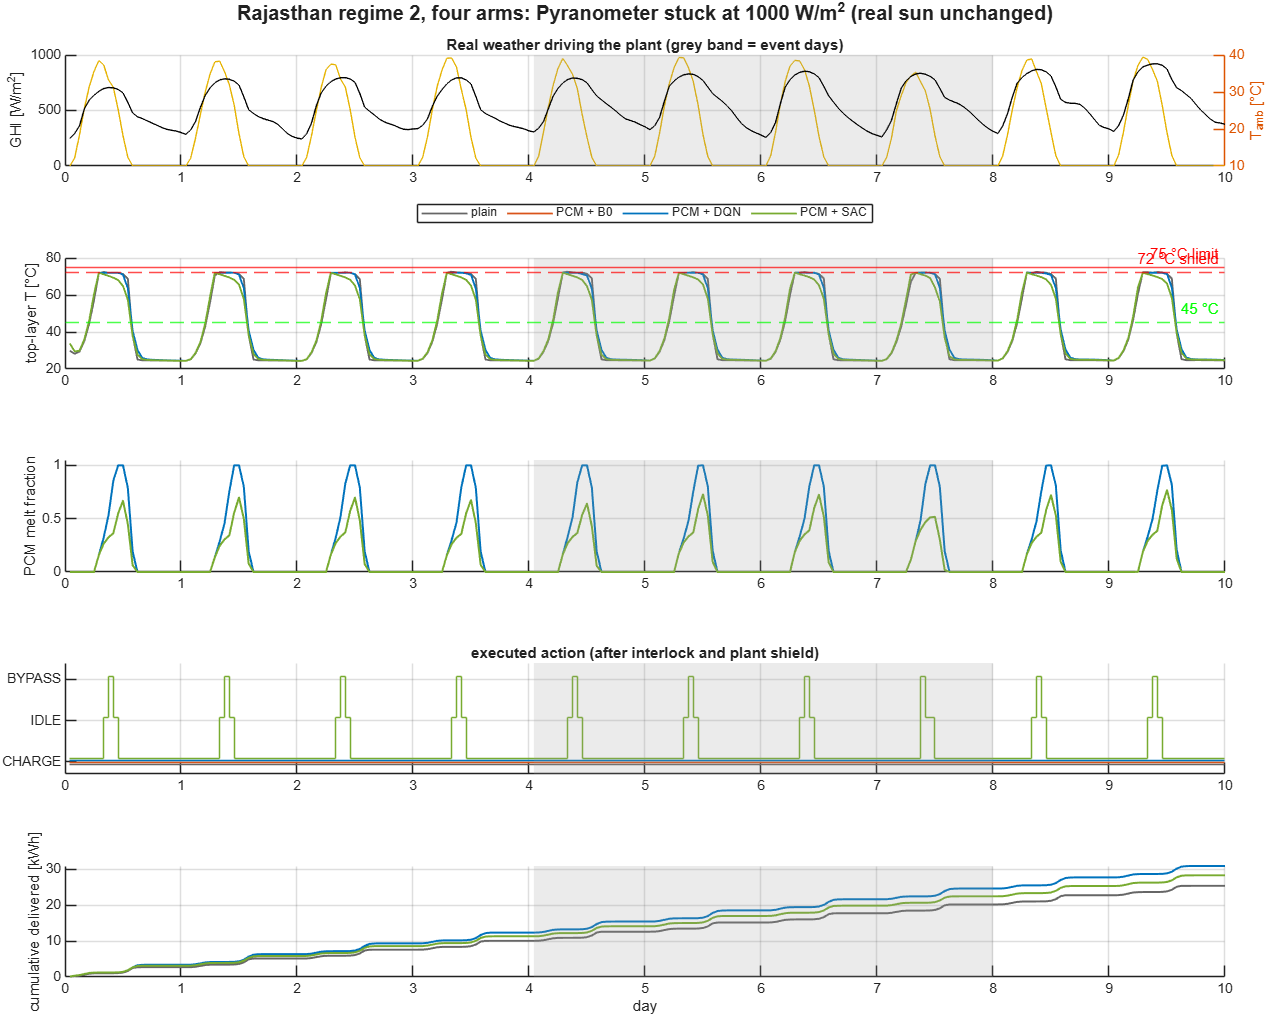 Rajasthan regime 2, four arms: Pyranometer stuck at 1000 W/m² (real sun unchanged)
Real weather driving the plant (grey band = event days)
GHI [W/m²]
1000
500
0
40
30
20
10
T_amb [°C]
0 1 2 3 4 5 6 7 8 9 10
plain PCM + B0 PCM + DQN PCM + SAC
top-layer T [°C]
80
60
40
20
75 °C limit
72 °C shield
45 °C
0 1 2 3 4 5 6 7 8 9 10
PCM melt fraction
1
0.5
0
0 1 2 3 4 5 6 7 8 9 10
executed action (after interlock and plant shield)
BYPASS
IDLE
CHARGE
0 1 2 3 4 5 6 7 8 9 10
cumulative delivered [kWh]
30
20
10
0
0 1 2 3 4 5 6 7 8 9 10
day